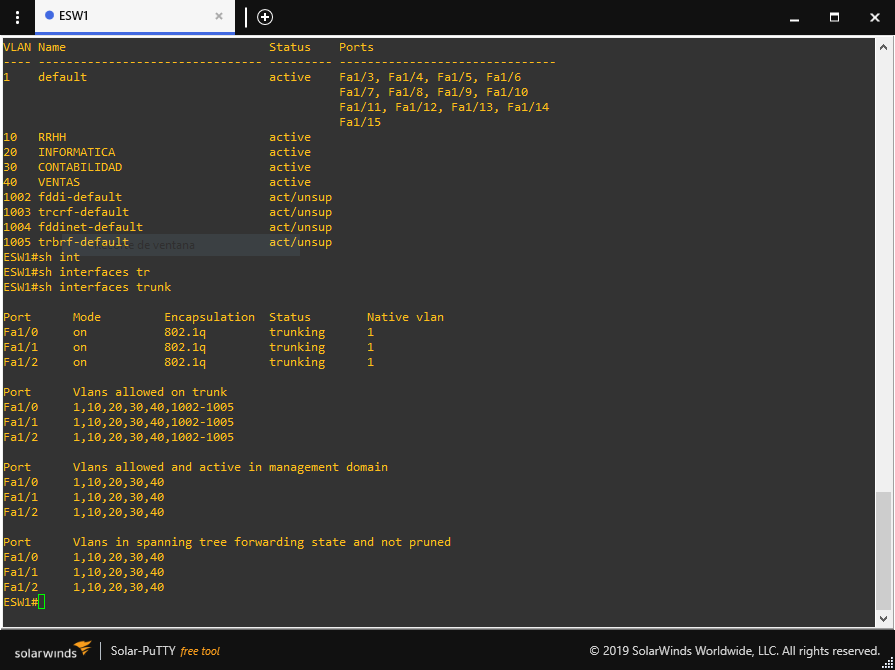 ESW1
VLAN Name                             Status    Ports
---- -------------------------------- --------- -------------------------------
1    default                          active    Fa1/3, Fa1/4, Fa1/5, Fa1/6
                                                Fa1/7, Fa1/8, Fa1/9, Fa1/10
                                                Fa1/11, Fa1/12, Fa1/13, Fa1/14
                                                Fa1/15
10   RRHH                             active
20   INFORMATICA                      active
30   CONTABILIDAD                     active
40   VENTAS                           active
1002 fddi-default                     act/unsup
1003 trcrf-default                    act/unsup
1004 fddinet-default                  act/unsup
1005 trbrf-default                    act/unsup
de ventana
ESW1#sh int
ESW1#sh interfaces tr
ESW1#sh interfaces trunk
Port      Mode         Encapsulation  Status        Native vlan
Fa1/0     on           802.1q         trunking      1
Fa1/1     on           802.1q         trunking      1
Fa1/2     on           802.1q         trunking      1
Port      Vlans allowed on trunk
Fa1/0     1,10,20,30,40,1002-1005
Fa1/1     1,10,20,30,40,1002-1005
Fa1/2     1,10,20,30,40,1002-1005
Port      Vlans allowed and active in management domain
Fa1/0     1,10,20,30,40
Fa1/1     1,10,20,30,40
Fa1/2     1,10,20,30,40
Port      Vlans in spanning tree forwarding state and not pruned
Fa1/0     1,10,20,30,40
Fa1/1     1,10,20,30,40
Fa1/2     1,10,20,30,40
ESW1#
solarwinds Solar-PuTTY free tool © 2019 SolarWinds Worldwide, LLC. All rights reserved.